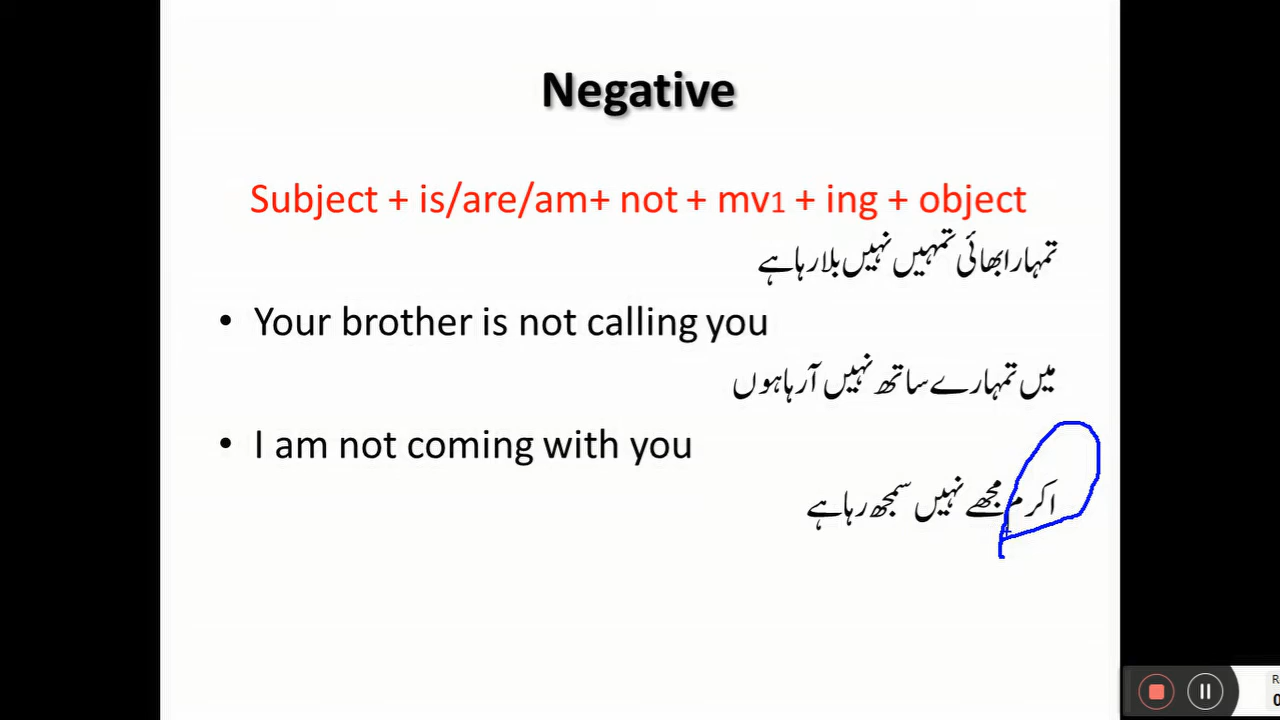 Negative
Subject + is/are/am+ not + mv1 + ing + object
تمہارا بھائی تمہیں نہیں بلا رہا ہے
• Your brother is not calling you
میں تمہارے ساتھ نہیں آ رہا ہوں
• I am not coming with you
اکرم مجھے نہیں سمجھ رہا ہے
R
0